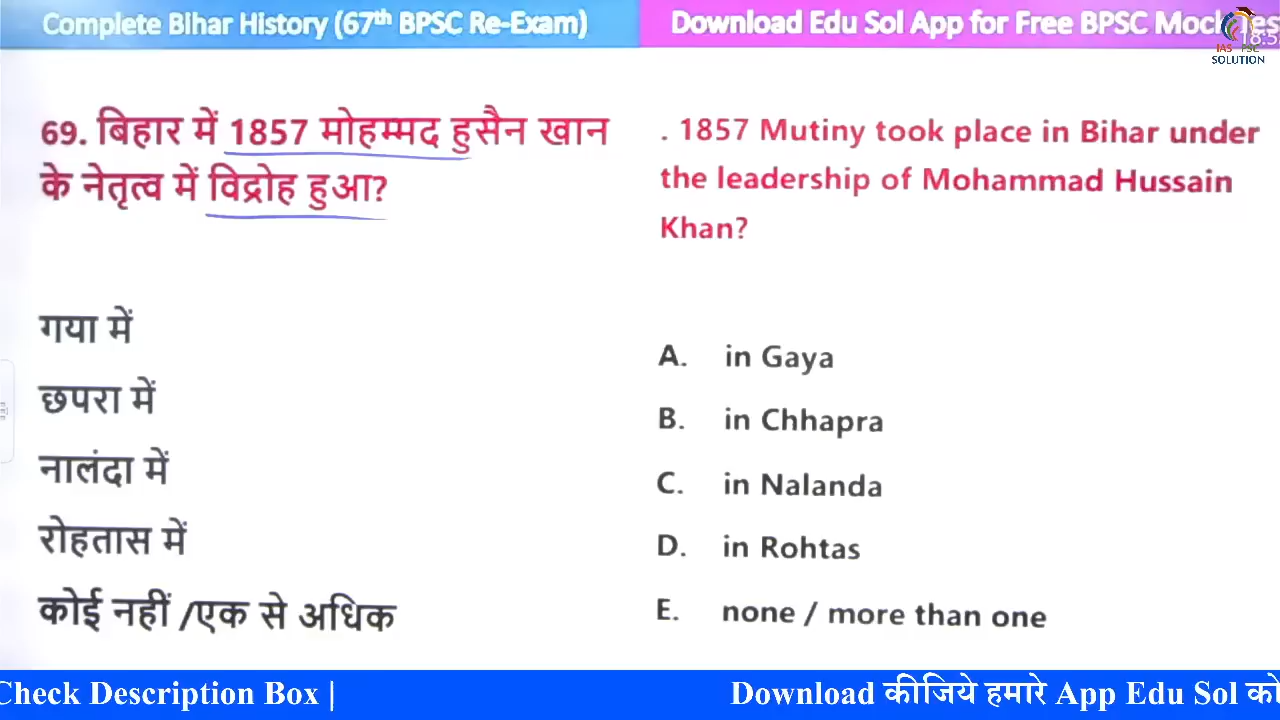 Complete Bihar History (67th BPSC Re-Exam)
Download Edu Sol App for Free BPSC Mock
IAS PSC
SOLUTION
69. बिहार में 1857 मोहम्मद हुसैन खान
के नेतृत्व में विद्रोह हुआ?
गया में
छपरा में
नालंदा में
रोहतास में
कोई नहीं /एक से अधिक
. 1857 Mutiny took place in Bihar under
the leadership of Mohammad Hussain
Khan?
A. in Gaya
B. in Chhapra
C. in Nalanda
D. in Rohtas
E. none / more than one
Check Description Box |
Download कीजिये हमारे App Edu Sol को